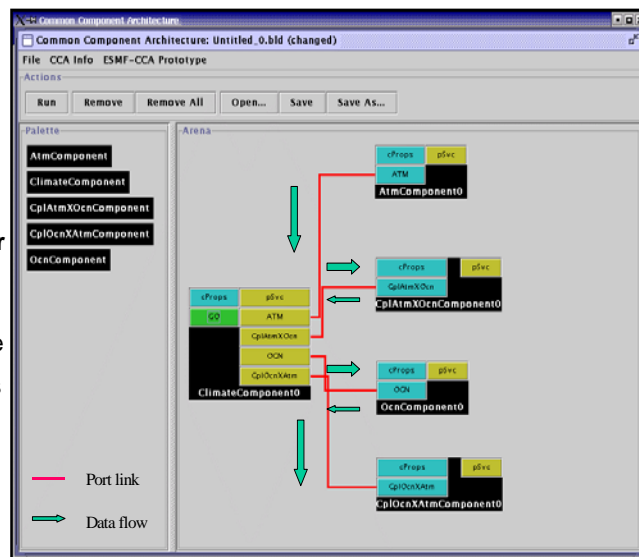 Common Component Architecture
Common Component Architecture: Untitled_0.bld (changed)
File CCA Info ESMF-CCA Prototype
Actions
Run Remove Remove All Open... Save Save As...
Palette
AtmComponent
ClimateComponent
CplAtmXOcnComponent
CplOcnXAtmComponent
OcnComponent
Arena
cProps pSvc
ATM
AtmComponent0
cProps pSvc
CplAtmXOcn
CplAtmXOcnComponent0
cProps pSvc
GO ATM
CplAtmXOcn
OCN
CplOcnXAtm
ClimateComponent0
cProps pSvc
OCN
OcnComponent0
cProps pSvc
CplOcnXAtm
CplOcnXAtmComponent0
Port link
Data flow